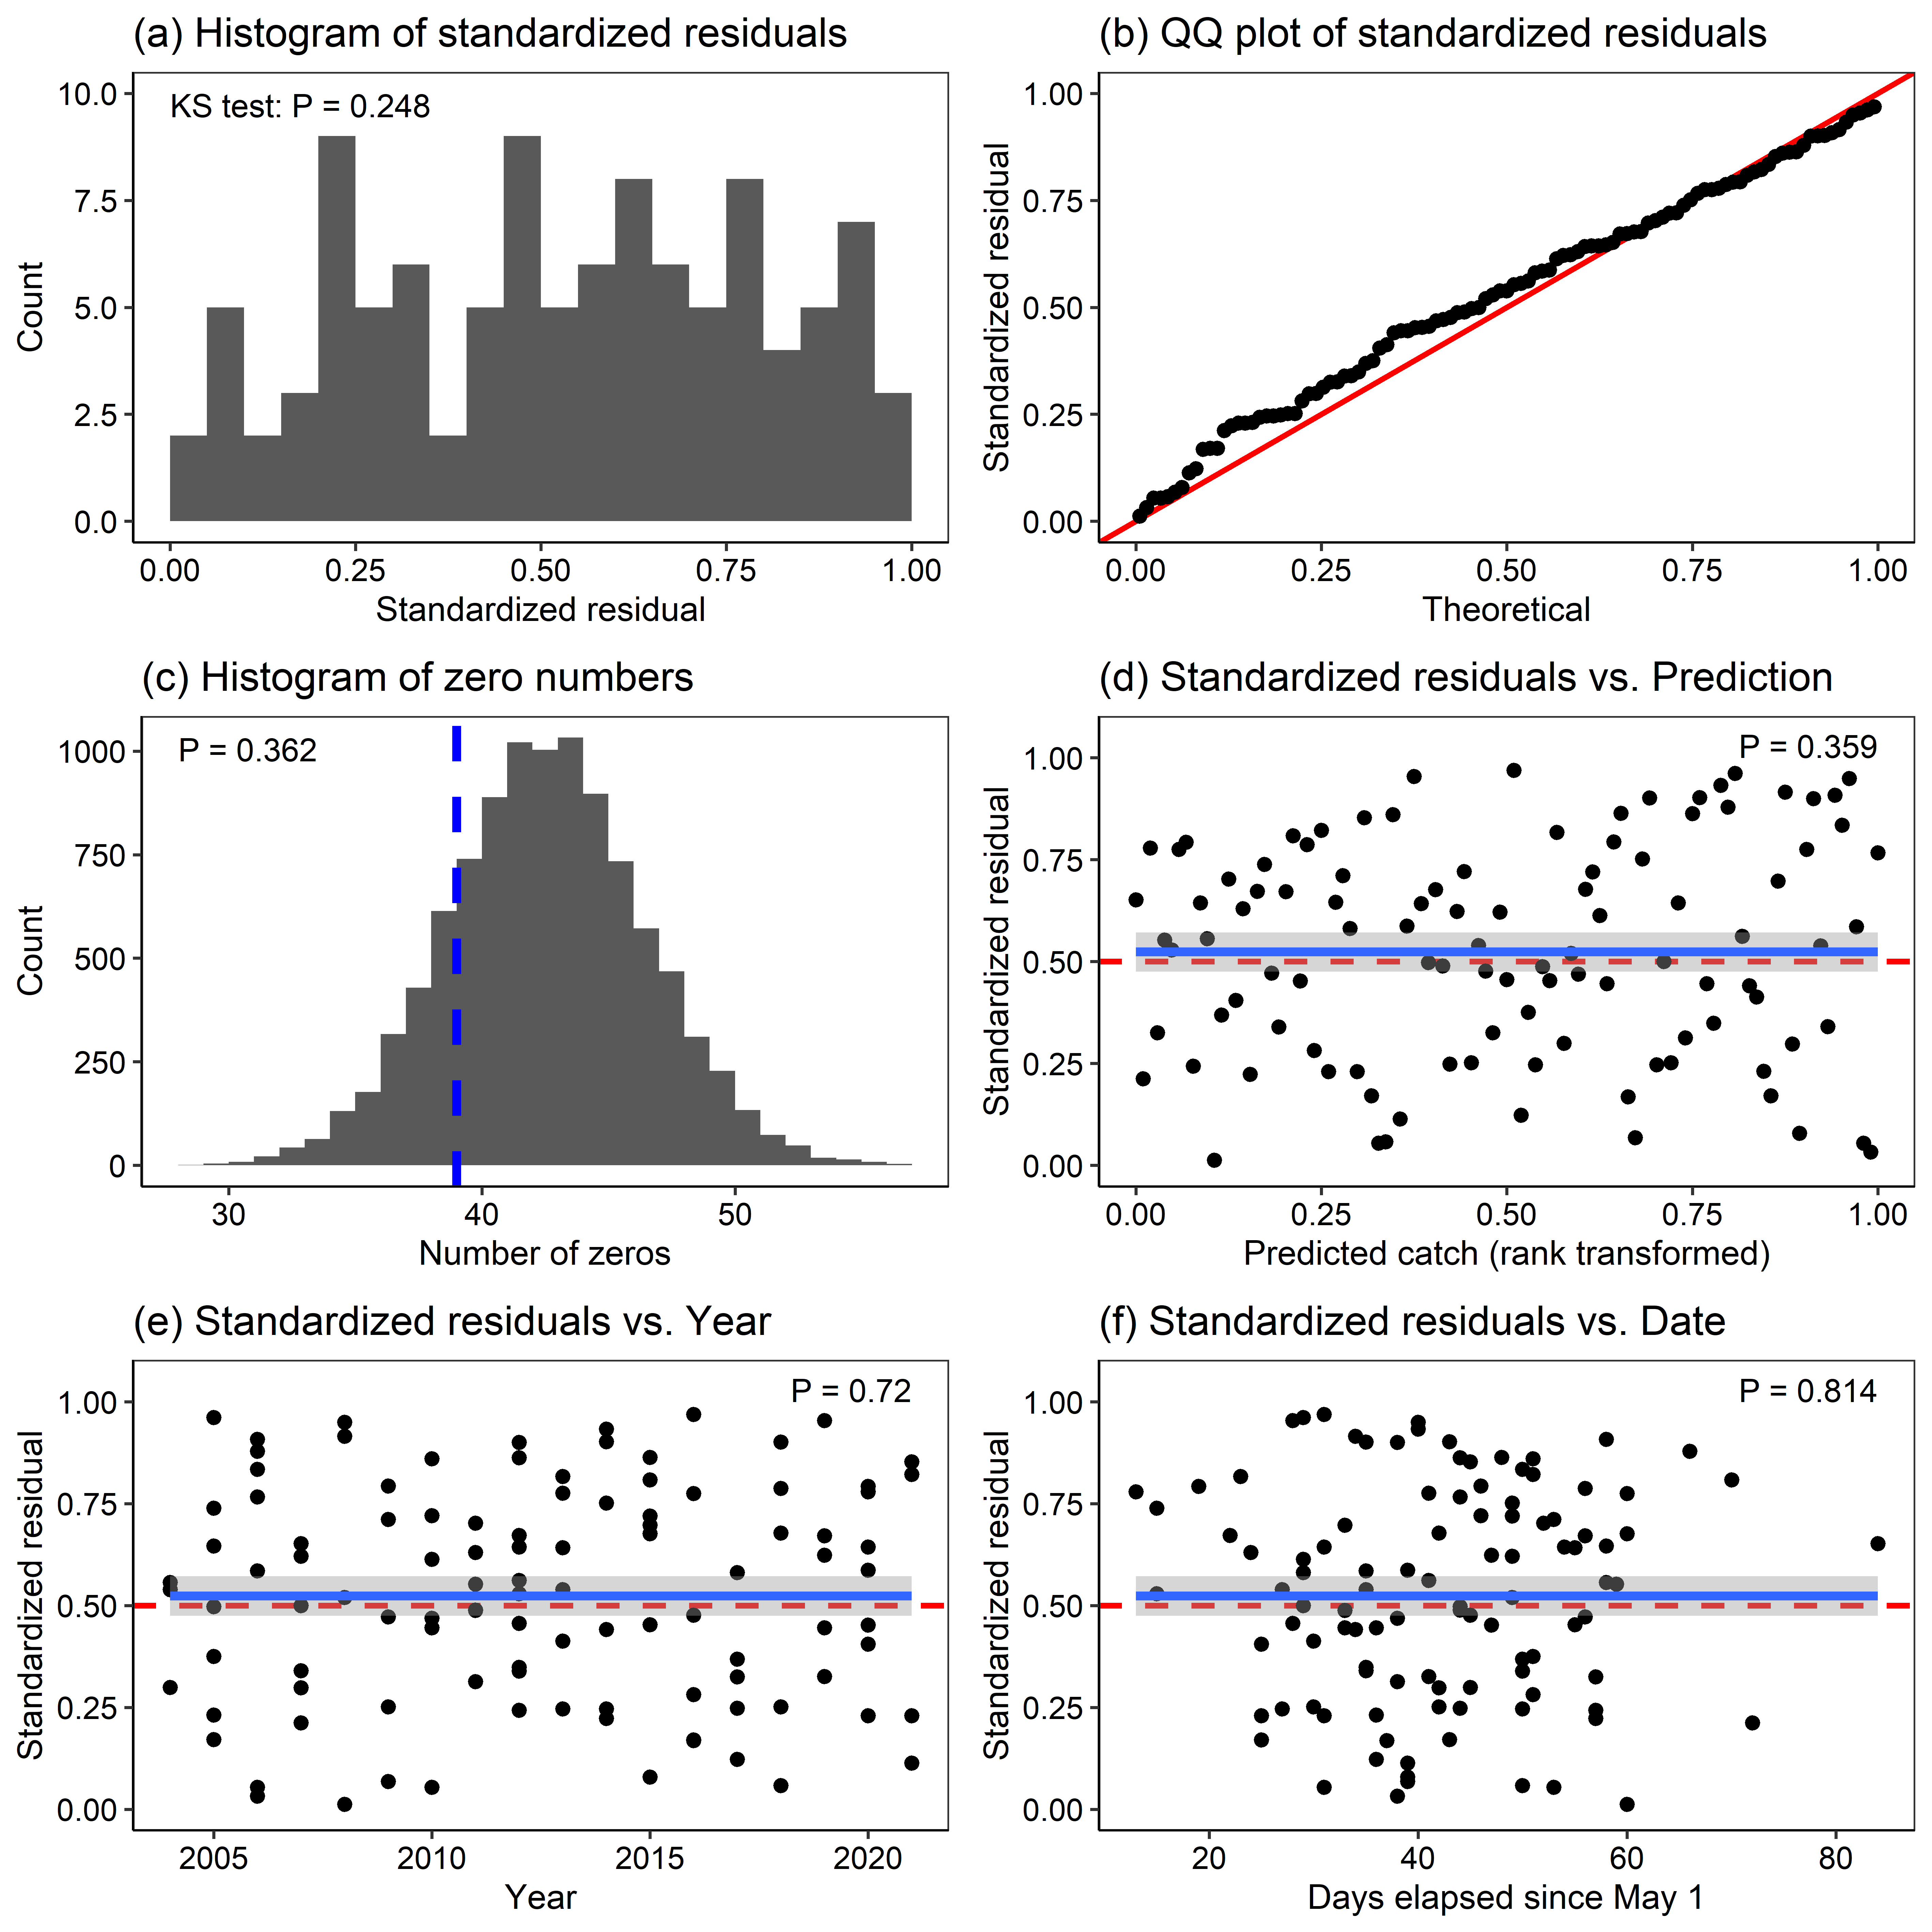 (a) Histogram of standardized residuals
KS test: P = 0.248
10.0
7.5
5.0
2.5
0.0
Count
0.00 0.25 0.50 0.75 1.00
Standardized residual
(b) QQ plot of standardized residuals
1.00
0.75
0.50
0.25
0.00
Standardized residual
0.00 0.25 0.50 0.75 1.00
Theoretical
(c) Histogram of zero numbers
P = 0.362
1000
750
500
250
0
Count
30 40 50
Number of zeros
(d) Standardized residuals vs. Prediction
P = 0.359
1.00
0.75
0.50
0.25
0.00
Standardized residual
0.00 0.25 0.50 0.75 1.00
Predicted catch (rank transformed)
(e) Standardized residuals vs. Year
P = 0.72
1.00
0.75
0.50
0.25
0.00
Standardized residual
2005 2010 2015 2020
Year
(f) Standardized residuals vs. Date
P = 0.814
1.00
0.75
0.50
0.25
0.00
Standardized residual
20 40 60 80
Days elapsed since May 1